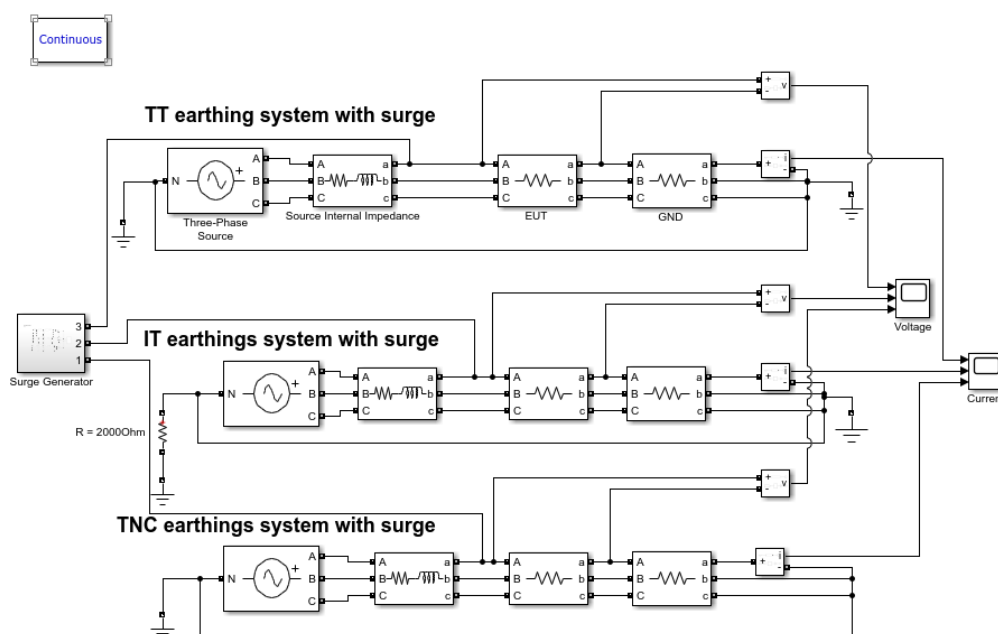 Continuous
TT earthing system with surge
+
-
v
N
+
A
B
C
A
B
C
a
b
c
A
B
C
a
b
c
A
B
C
a
b
c
+
i
-
Three-Phase
Source
Source Internal Impedance
EUT
GND
+
-
v
Voltage
3
2
1
Surge Generator
IT earthings system with surge
N
+
A
B
C
A
B
C
a
b
c
A
B
C
a
b
c
A
B
C
a
b
c
+
i
-
Curren
R = 2000Ohm
+
-
v
TNC earthings system with surge
N
+
A
B
C
A
B
C
a
b
c
A
B
C
a
b
c
A
B
C
a
b
c
+
i
-